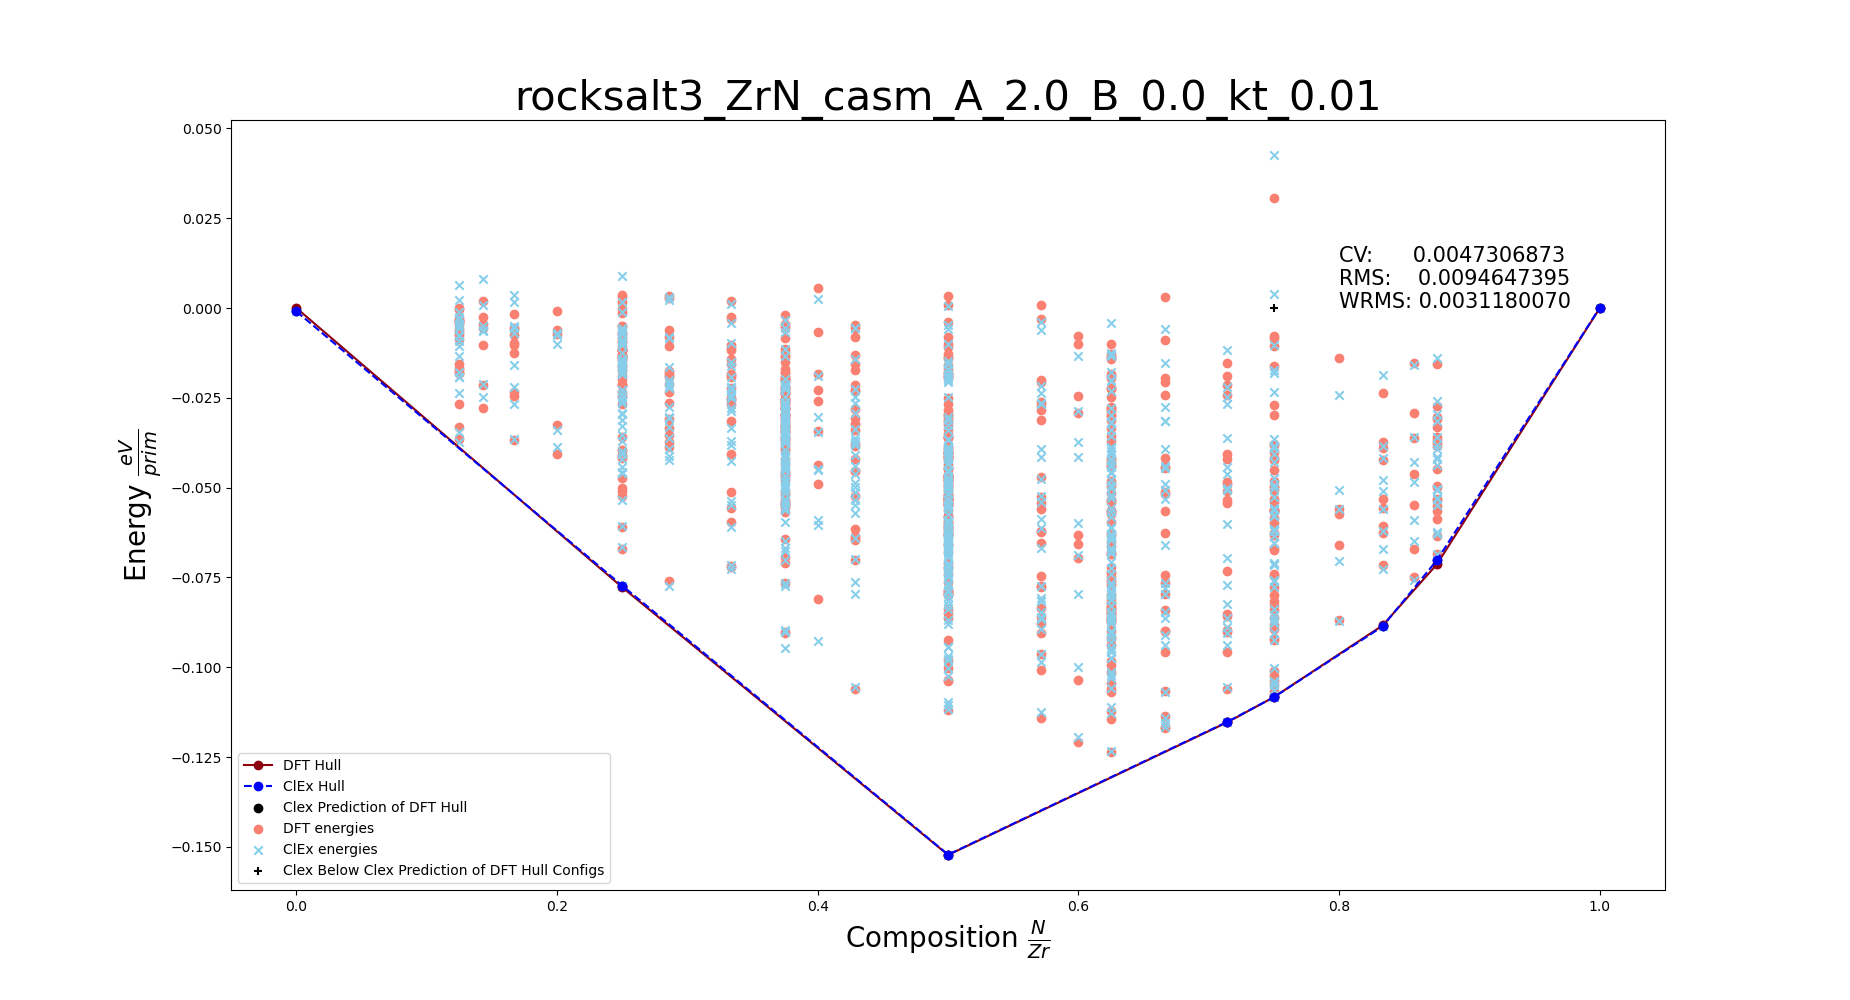 rocksalt3_ZrN_casm_A_2.0_B_0.0_kt_0.01
0.050
0.025
0.000
−0.025
−0.050
−0.075
−0.100
−0.125
−0.150
Energy eV/prim
CV: 0.0047306873
RMS: 0.0094647395
WRMS: 0.0031180070
DFT Hull
ClEx Hull
Clex Prediction of DFT Hull
DFT energies
ClEx energies
Clex Below Clex Prediction of DFT Hull Configs
0.0 0.2 0.4 0.6 0.8 1.0
Composition N/Zr